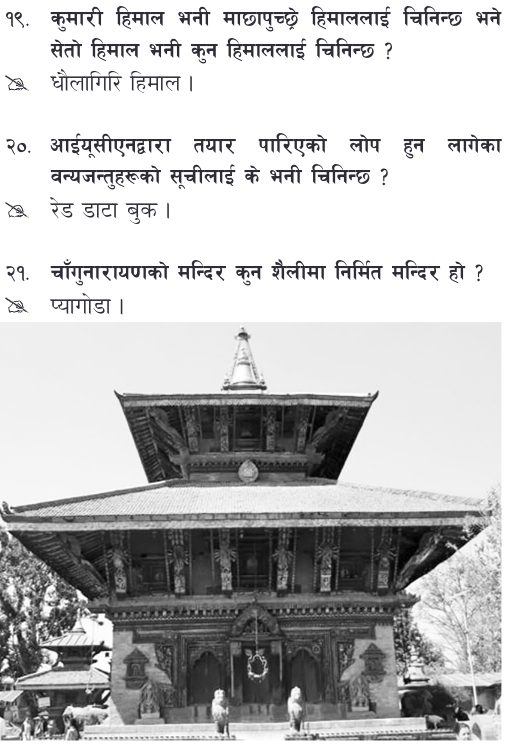 १९. कुमारी हिमाल भनी माछापुच्छ्रे हिमाललाई चिनिन्छ भने
सेतो हिमाल भनी कुन हिमाललाई चिनिन्छ ?
धौलागिरि हिमाल ।
२०. आईयूसीएनद्वारा तयार पारिएको लोप हुन लागेका
वन्यजन्तुहरूको सूचीलाई के भनी चिनिन्छ ?
रेड डाटा बुक ।
२१. चाँगुनारायणको मन्दिर कुन शैलीमा निर्मित मन्दिर हो ?
प्यागोडा ।